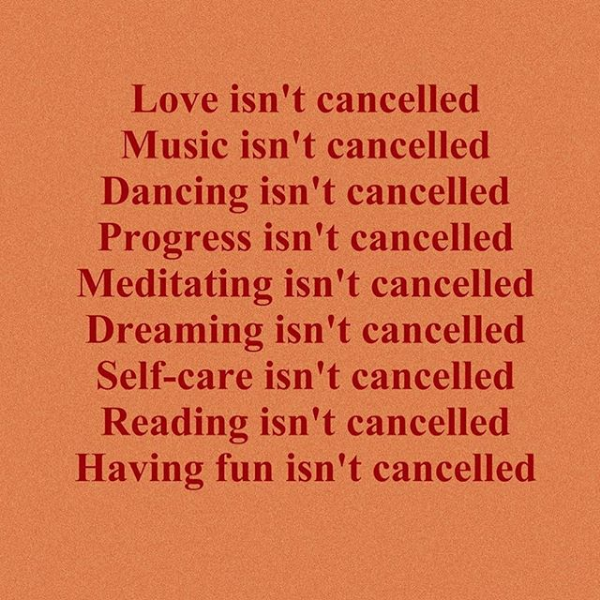 Love isn't cancelled
Music isn't cancelled
Dancing isn't cancelled
Progress isn't cancelled
Meditating isn't cancelled
Dreaming isn't cancelled
Self-care isn't cancelled
Reading isn't cancelled
Having fun isn't cancelled